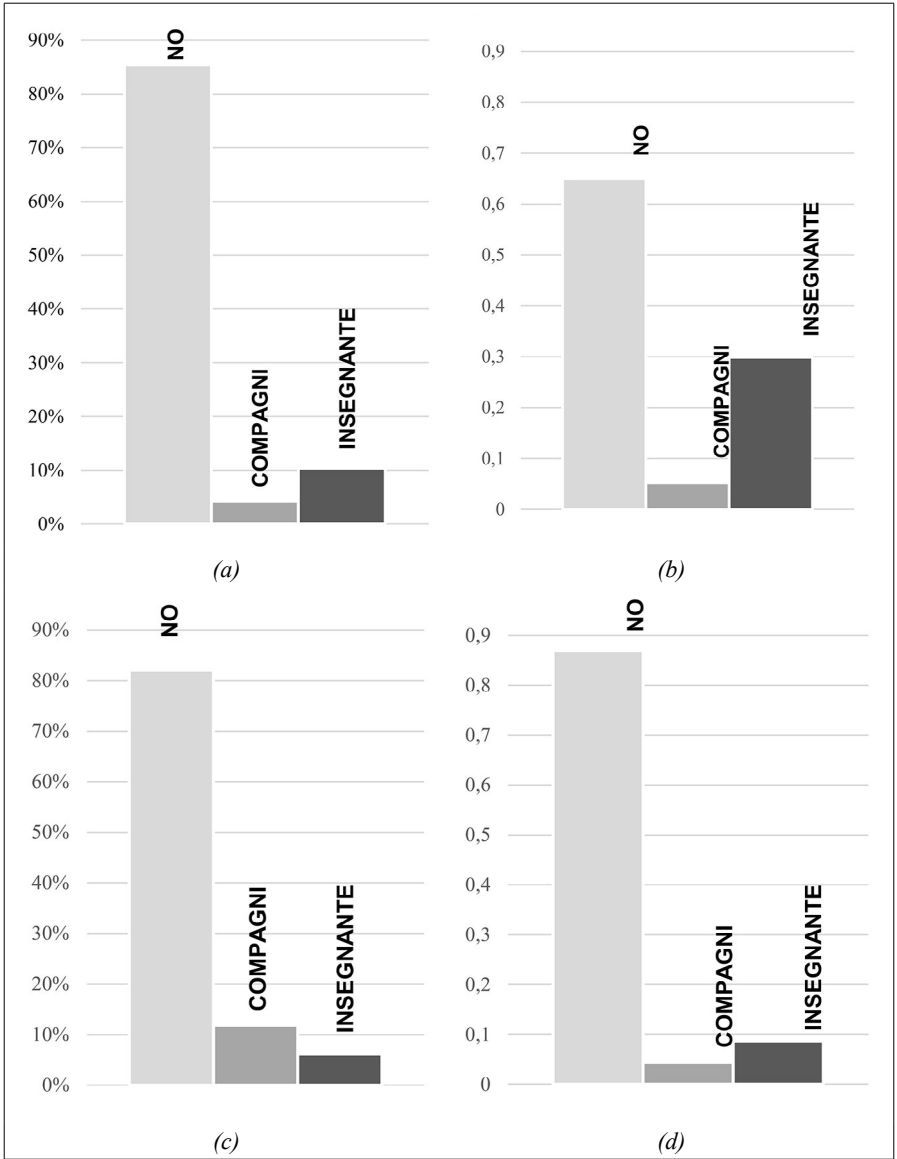 90%
80%
70%
60%
50%
40%
30%
20%
10%
0%
NO
COMPAGNI
INSEGNANTE
(a)
0,9
0,8
0,7
0,6
0,5
0,4
0,3
0,2
0,1
0
NO
COMPAGNI
INSEGNANTE
(b)
90%
80%
70%
60%
50%
40%
30%
20%
10%
0%
NO
COMPAGNI
INSEGNANTE
(c)
0,9
0,8
0,7
0,6
0,5
0,4
0,3
0,2
0,1
0
NO
COMPAGNI
INSEGNANTE
(d)